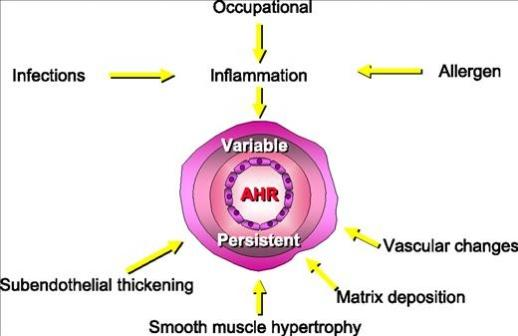 Occupational
Infections
Inflammation
Allergen
Variable
AHR
Persistent
Vascular changes
Subendothelial thickening
Matrix deposition
Smooth muscle hypertrophy